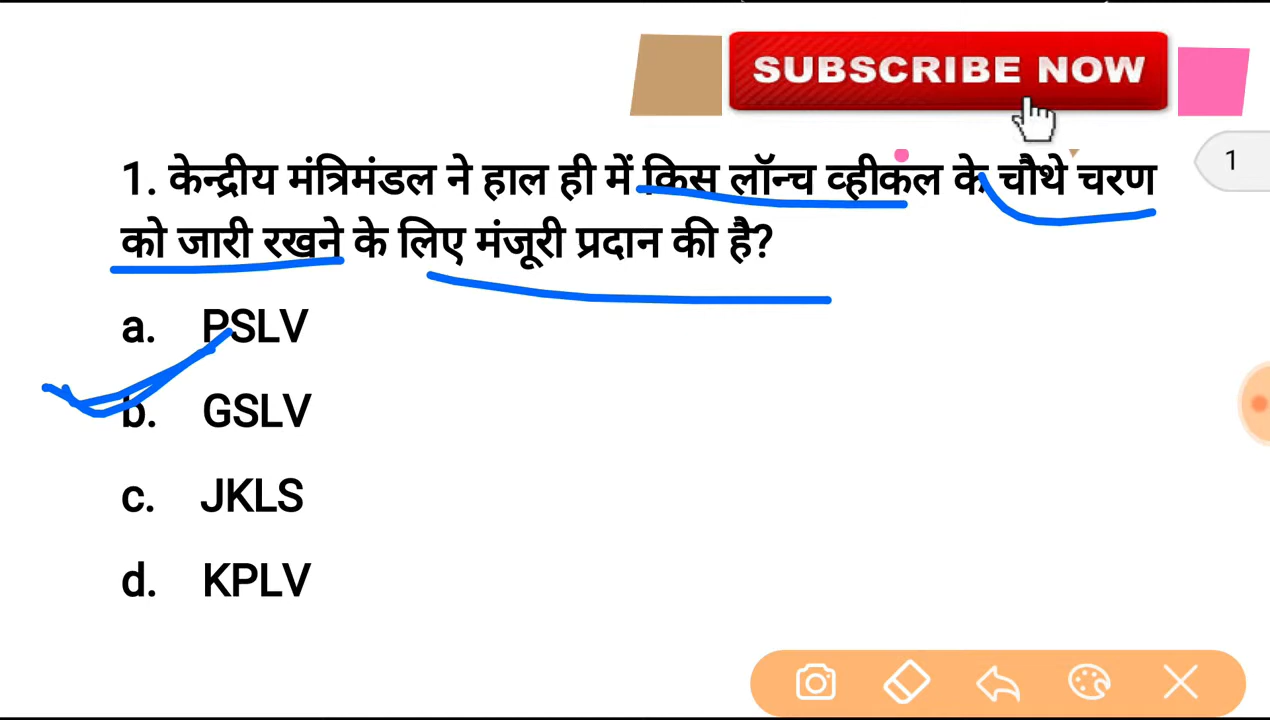 SUBSCRIBE NOW
1. केन्द्रीय मंत्रिमंडल ने हाल ही में किस लॉन्च व्हीकल के चौथे चरण
को जारी रखने के लिए मंजूरी प्रदान की है?
1
a. PSLV
b. GSLV
c. JKLS
d. KPLV